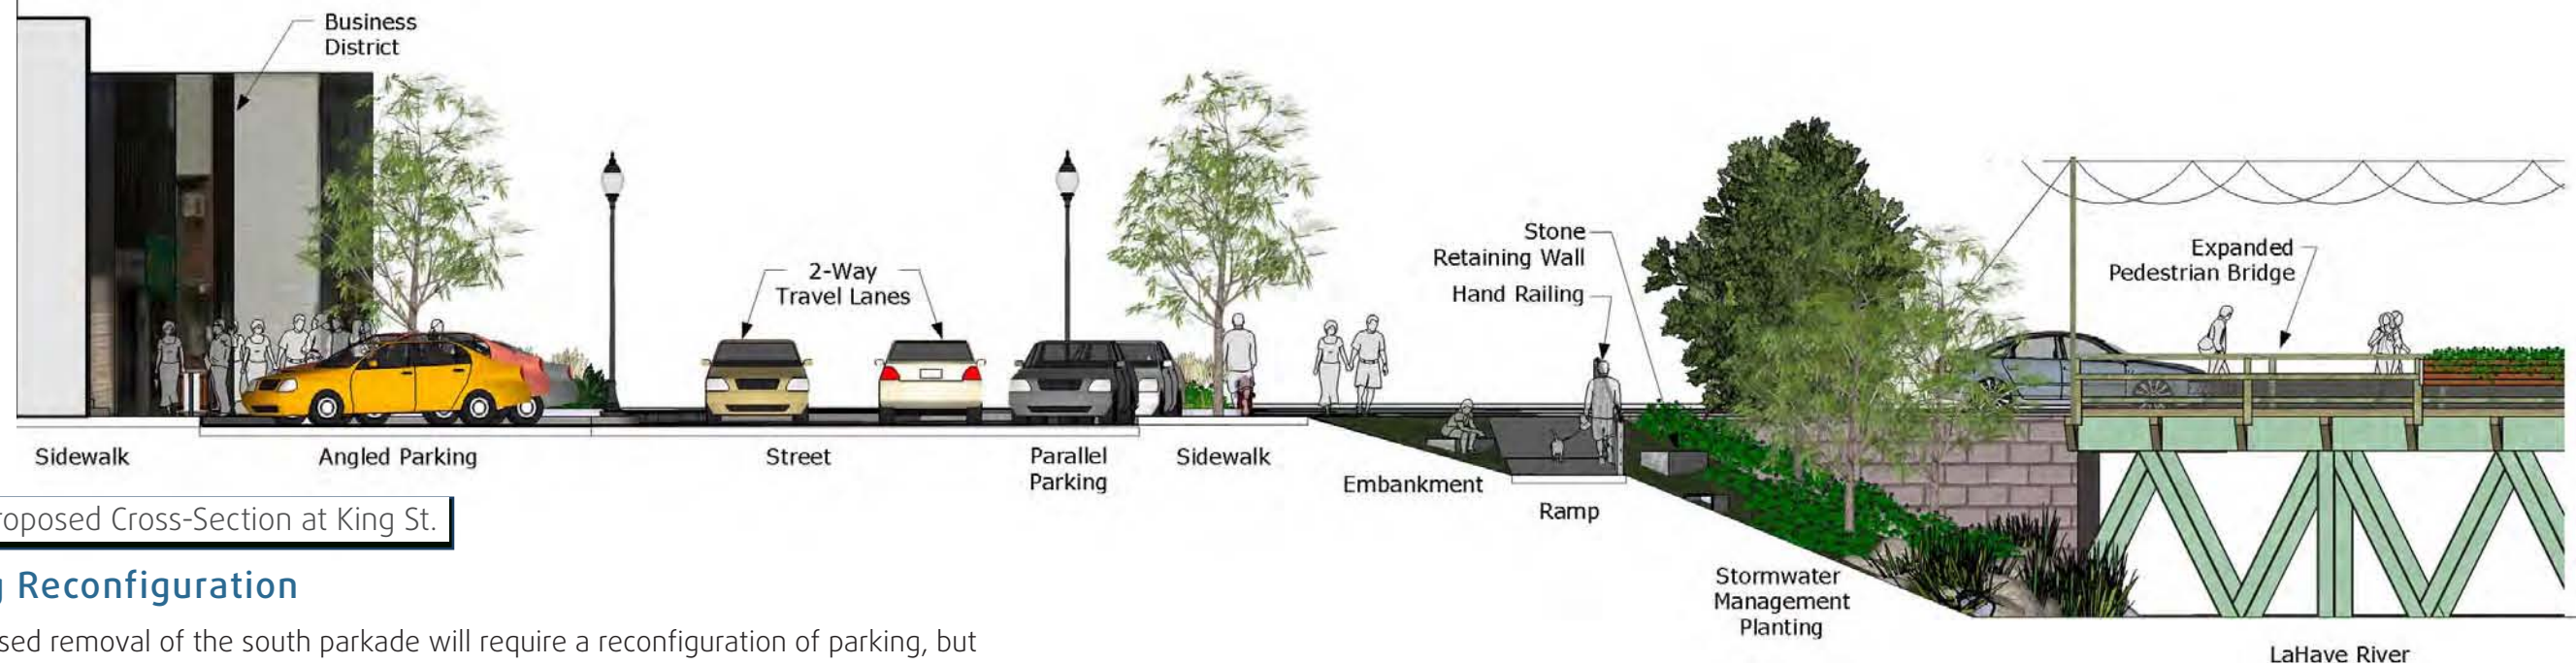 Business
District
2-Way
Travel Lanes
Stone
Retaining Wall
Hand Railing
Expanded
Pedestrian Bridge
Sidewalk
Angled Parking
Street
Parallel
Parking
Sidewalk
Embankment
Ramp
Stormwater
Management
Planting
LaHave River
Cross-Section at King St.
Reconfiguration
removal of the south parkade will require a reconfiguration of parking, but